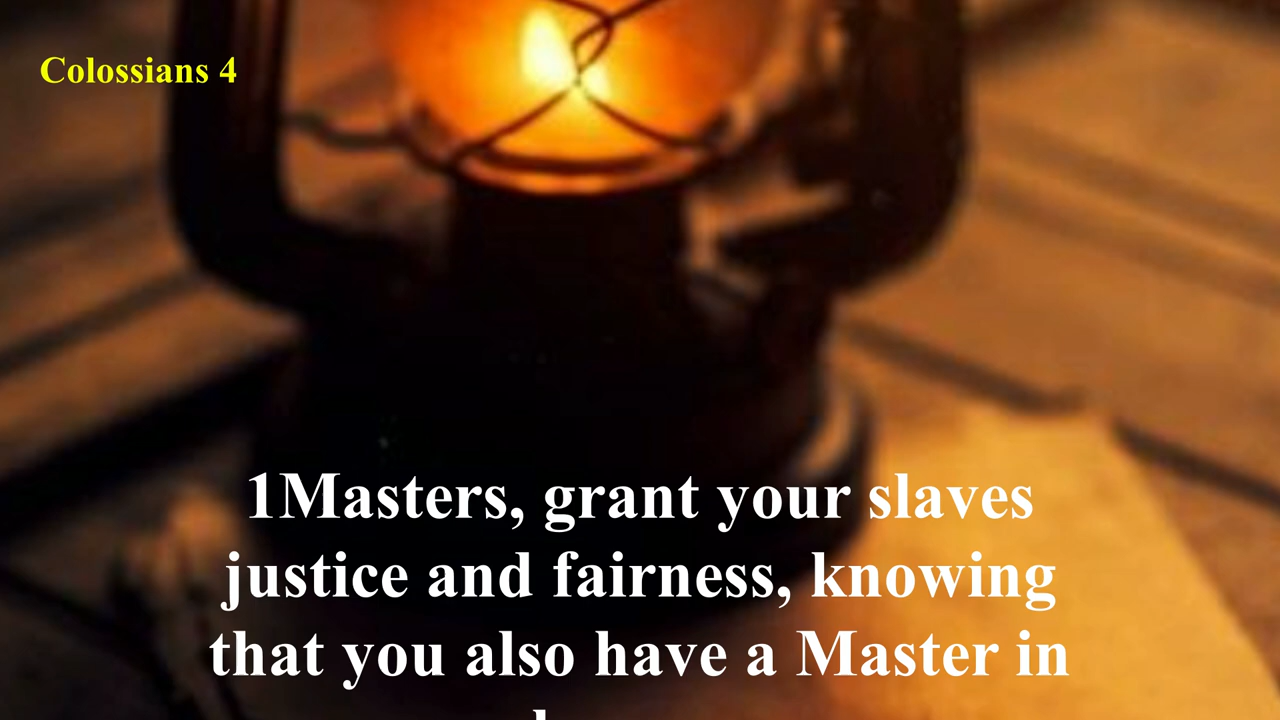 Colossians 4
1Masters, grant your slaves
justice and fairness, knowing
that you also have a Master in